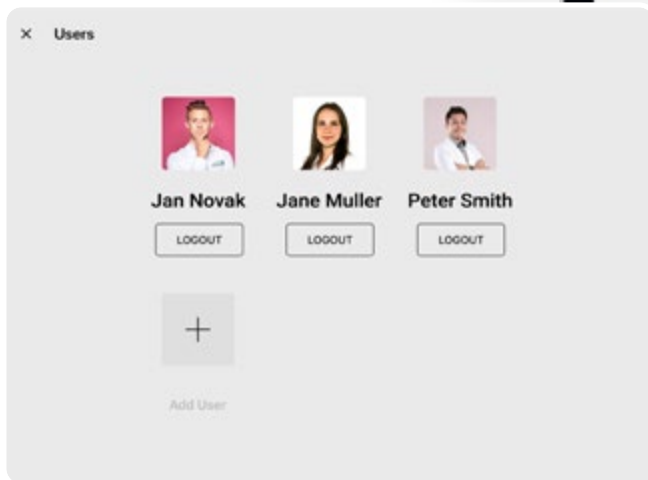 Users
Jan Novak Jane Muller Peter Smith
LOGOUT LOGOUT LOGOUT
Add User